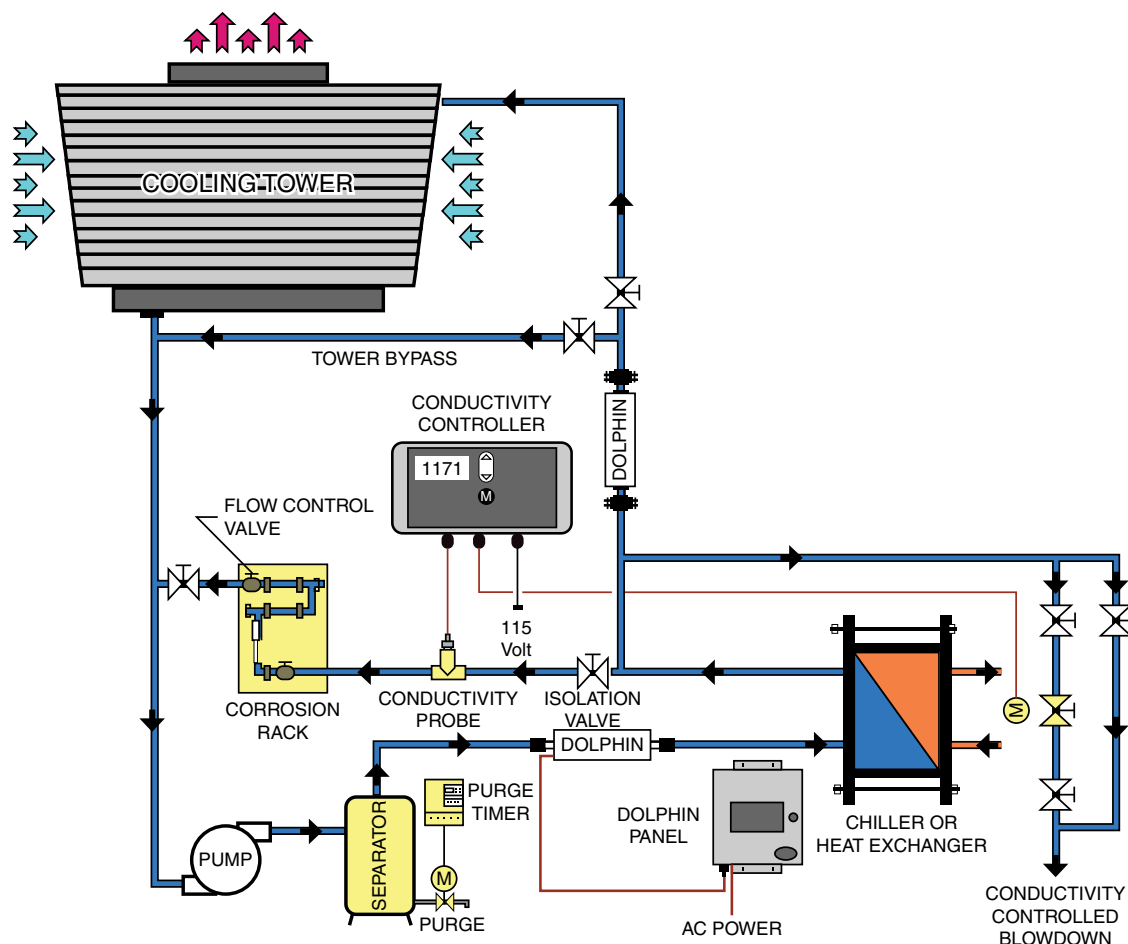 COOLING TOWER
TOWER BYPASS
CONDUCTIVITY
CONTROLLER
1171
M
DOLPHIN
FLOW CONTROL
VALVE
115
Volt
CORROSION
RACK
CONDUCTIVITY
PROBE
ISOLATION
VALVE
M
DOLPHIN
PURGE
TIMER
DOLPHIN
PANEL
CHILLER OR
HEAT EXCHANGER
PUMP
SEPARATOR
M
PURGE
AC POWER
CONDUCTIVITY
CONTROLLED
BLOWDOWN